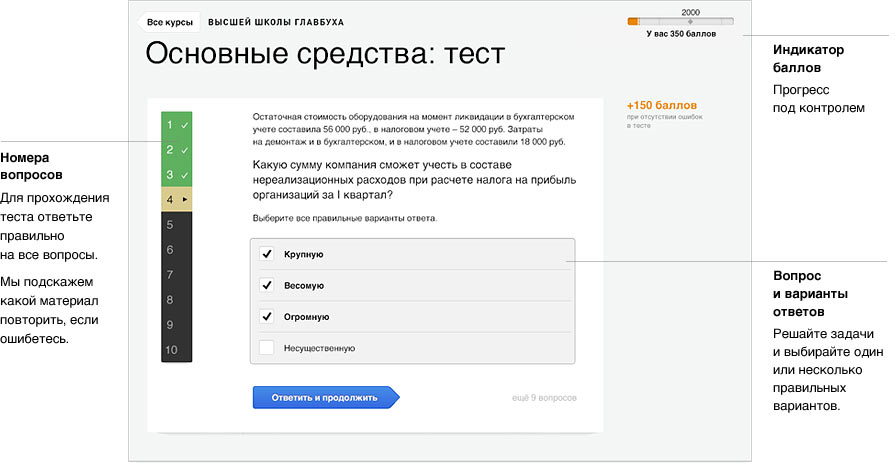 Все курсы
ВЫСШЕЙ ШКОЛЫ ГЛАВБУХА
2000
У вас 350 баллов
Основные средства: тест
Индикатор
баллов
Прогресс
под контролем
+150 баллов
при отсутствии ошибок
в тесте
Номера
вопросов
Для прохождения
теста ответьте
правильно
на все вопросы.
Мы подскажем
какой материал
повторить, если
ошибетесь.
1
2
3
4
5
6
7
8
9
10
Остаточная стоимость оборудования на момент ликвидации в бухгалтерском
учете составила 56 000 руб., в налоговом учете – 52 000 руб. Затраты
на демонтаж и в бухгалтерском, и в налоговом учете составили 18 000 руб.
Какую сумму компания сможет учесть в составе
нереализационных расходов при расчете налога на прибыль
организаций за I квартал?
Выберите все правильные варианты ответа.
Крупную
Весомую
Огромную
Несущественную
Ответить и продолжить
ещё 9 вопросов
Вопрос
и варианты
ответов
Решайте задачи
и выбирайте один
или несколько
правильных
вариантов.